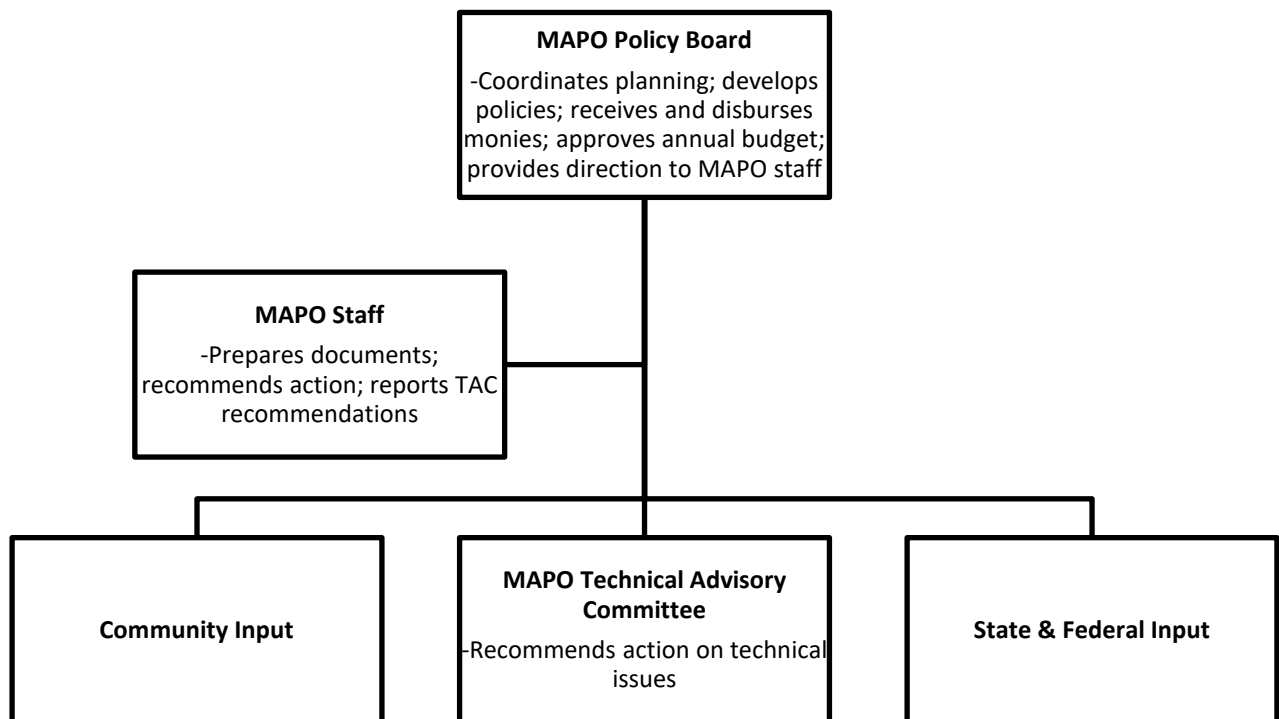 MAPO Policy Board
-Coordinates planning; develops
policies; receives and disburses
monies; approves annual budget;
provides direction to MAPO staff
MAPO Staff
-Prepares documents;
recommends action; reports TAC
recommendations
Community Input
MAPO Technical Advisory
Committee
-Recommends action on technical
issues
State & Federal Input